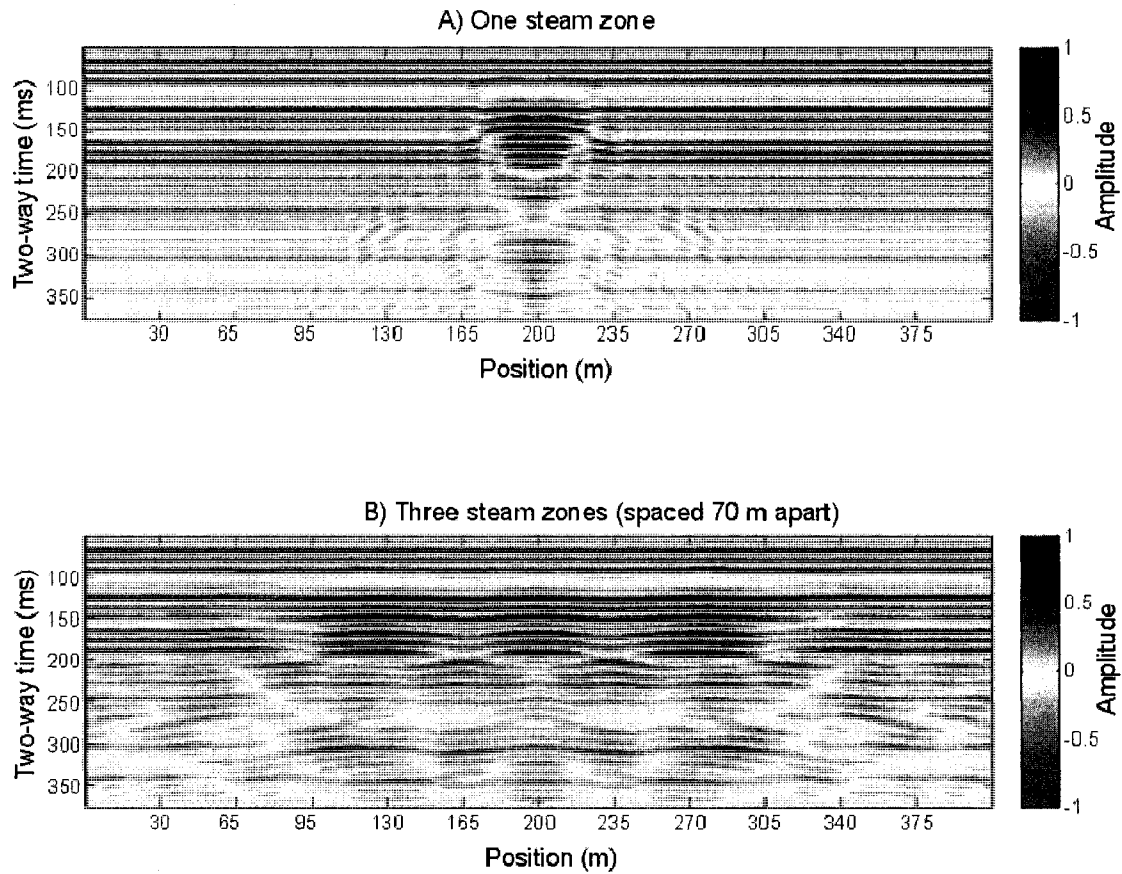 A) One steam zone
Two-way time (ms)
100
150
200
250
300
350
30 65 95 130 165 200 235 270 305 340 375
Position (m)
1
0.5
0
-0.5
-1
Amplitude
B) Three steam zones (spaced 70 m apart)
Two-way time (ms)
100
150
200
250
300
350
30 65 95 130 165 200 235 270 305 340 375
Position (m)
1
0.5
0
-0.5
-1
Amplitude